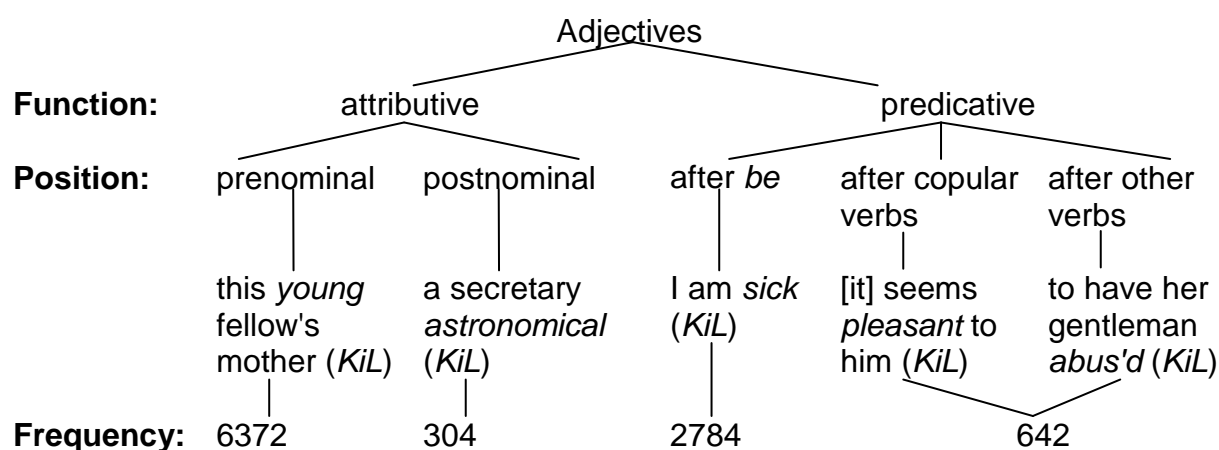 Adjectives
Function: attributive predicative
Position: prenominal postnominal after be after copular after other
verbs verbs
this young a secretary I am sick [it] seems to have her
fellow's astronomical (KiL) pleasant to gentleman
mother (KiL) (KiL) him (KiL) abus'd (KiL)
Frequency: 6372 304 2784 642